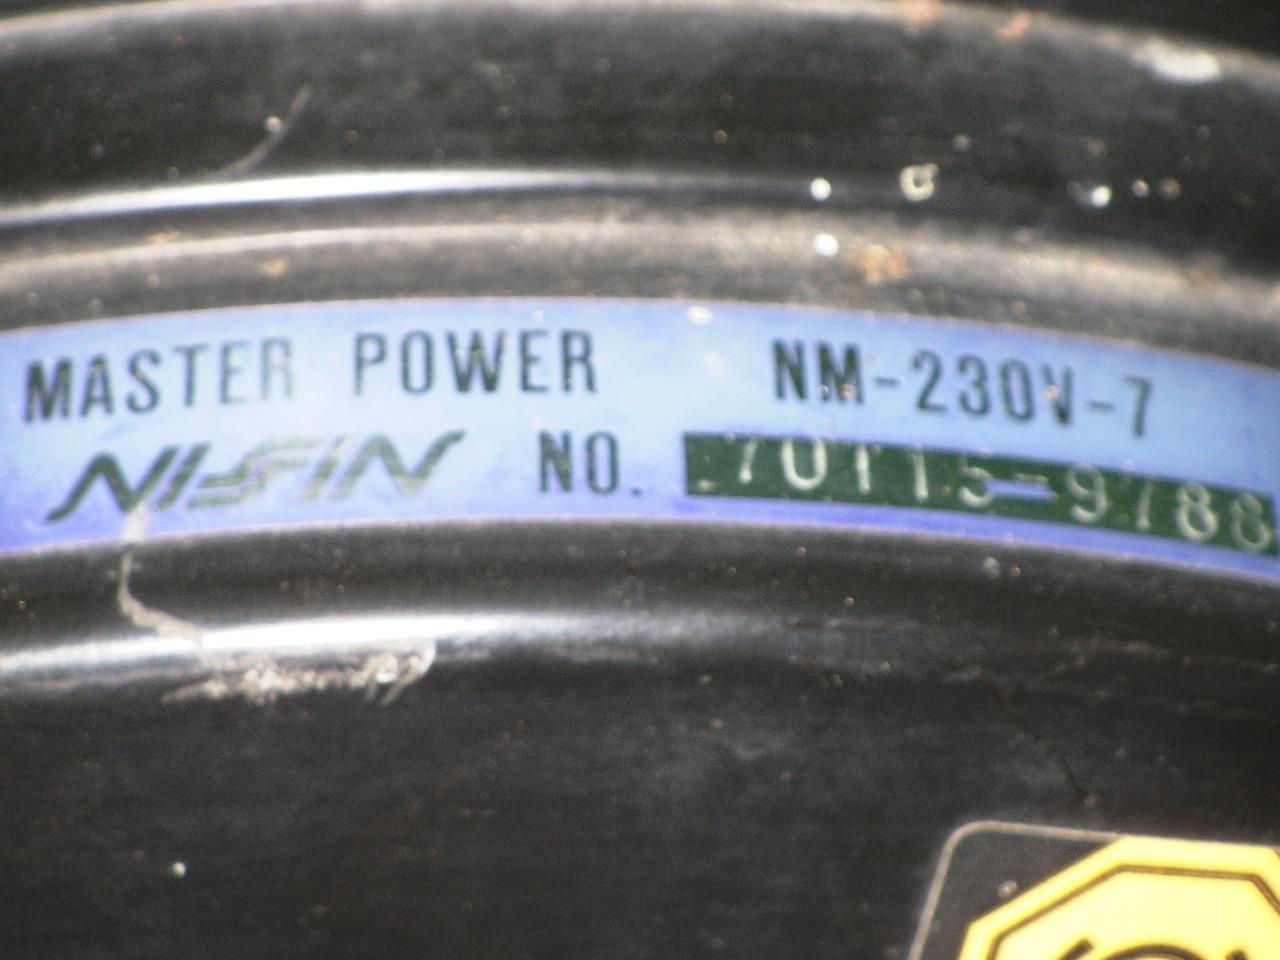 MASTER POWER NM-230V-7
NISSIN NO. 70115-9788